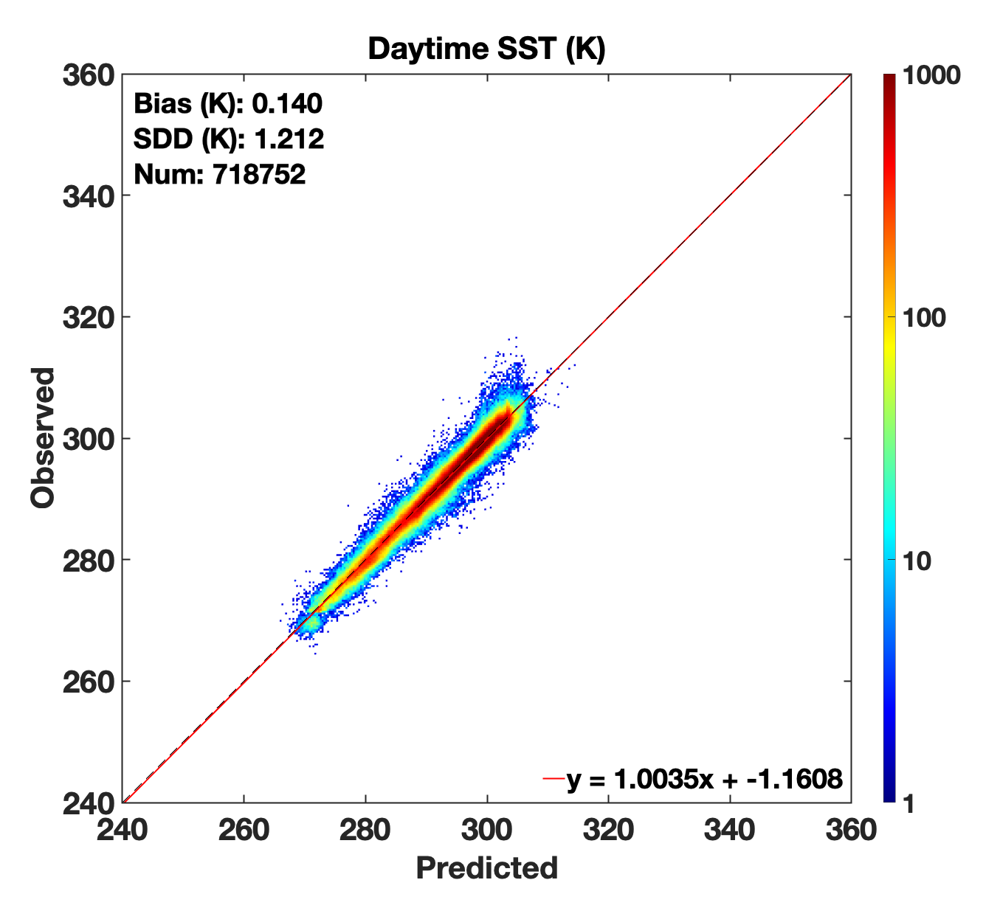 Daytime SST (K)
Bias (K): 0.140
SDD (K): 1.212
Num: 718752
360
340
320
300
280
260
240
Observed
240 260 280 300 320 340 360
Predicted
y = 1.0035x + -1.1608
1000
100
10
1